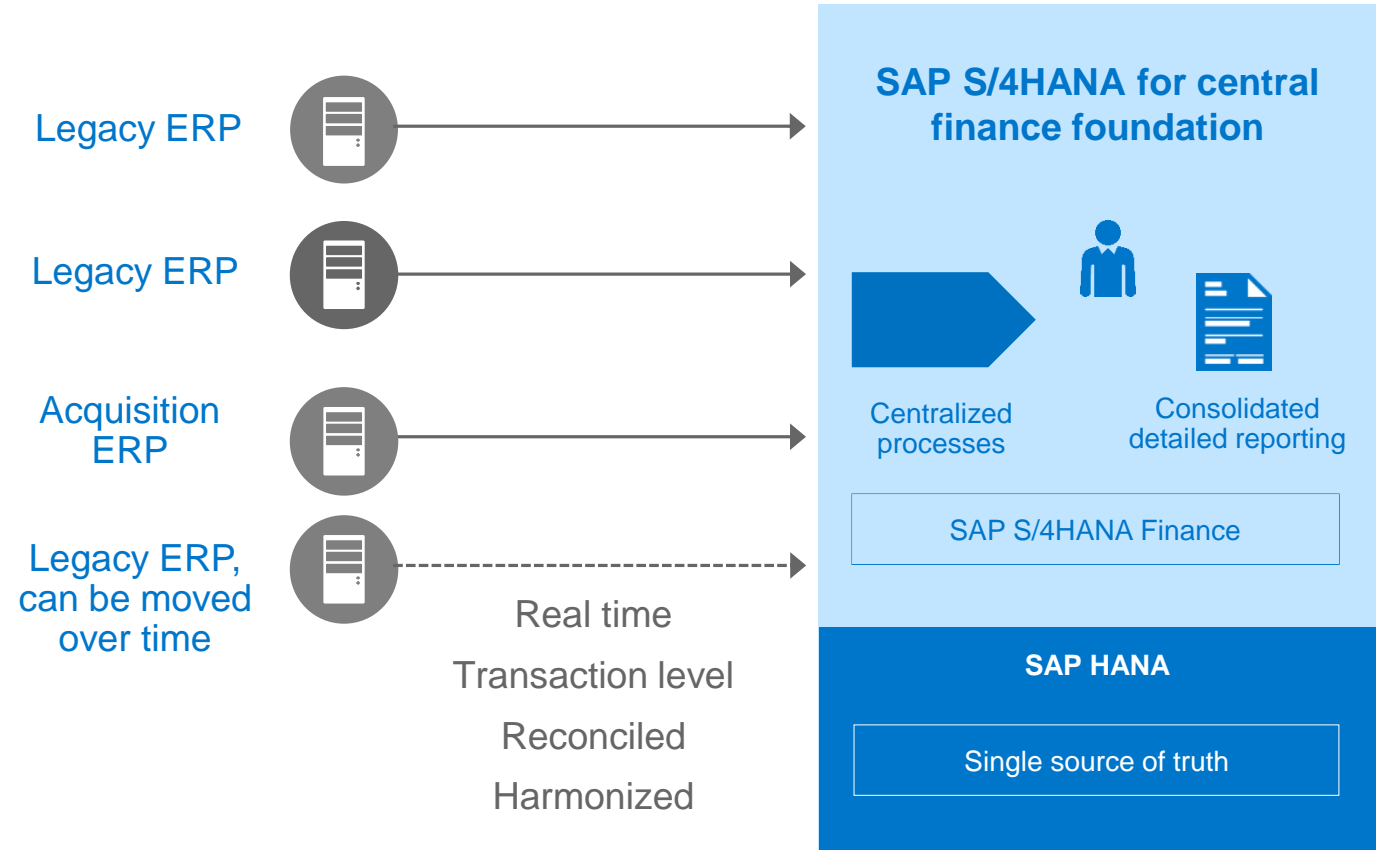 Legacy ERP
Legacy ERP
Acquisition
ERP
Legacy ERP,
can be moved
over time
Real time
Transaction level
Reconciled
Harmonized
SAP S/4HANA for central
finance foundation
Centralized
processes
Consolidated
detailed reporting
SAP S/4HANA Finance
SAP HANA
Single source of truth